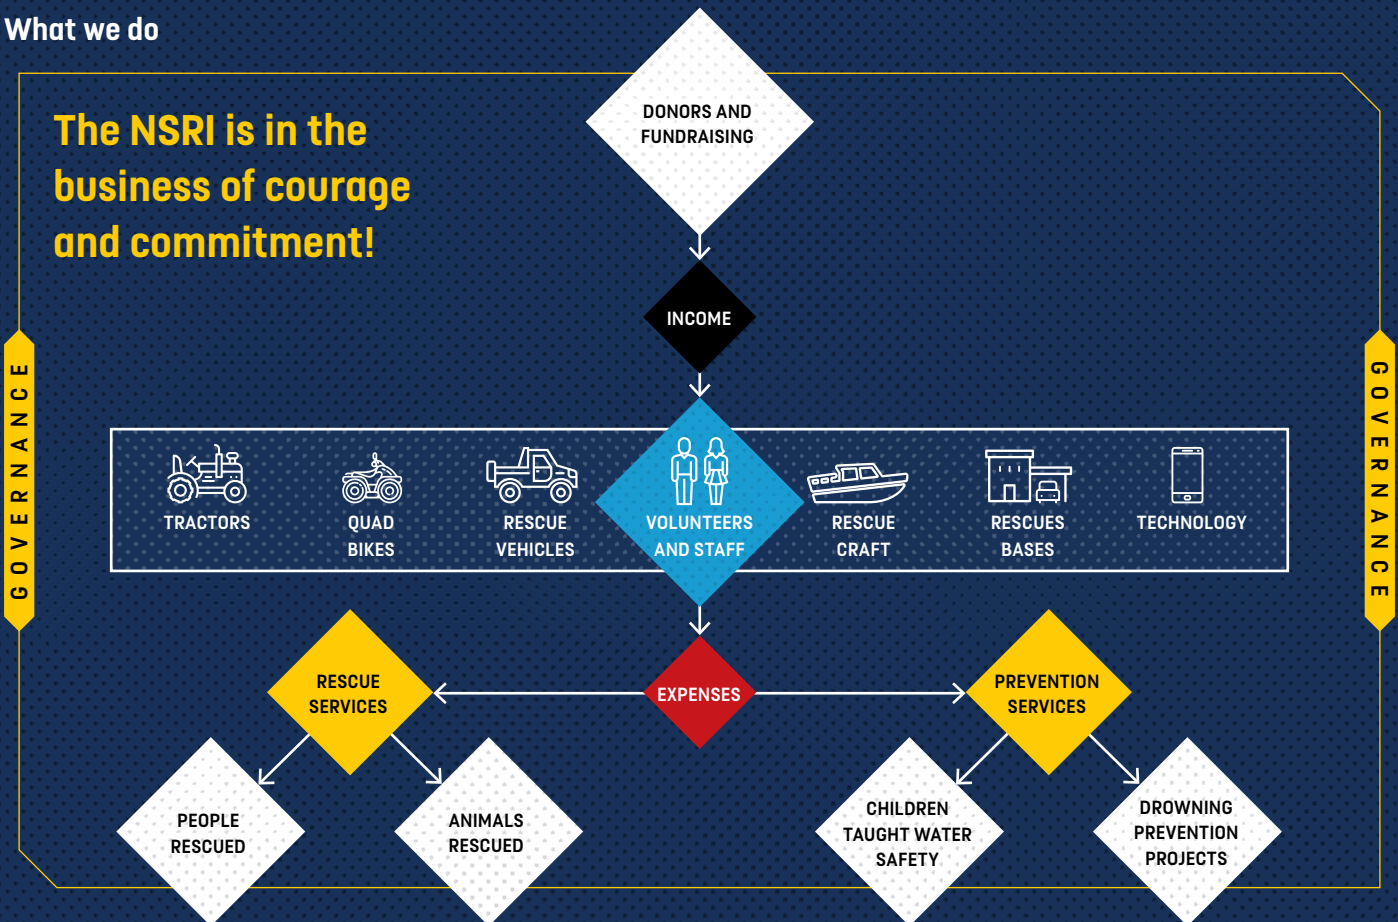 What we do
The NSRI is in the
business of courage
and commitment!
DONORS AND
FUNDRAISING
INCOME
GOVERNANCE
GOVERNANCE
TRACTORS
QUAD
BIKES
RESCUE
VEHICLES
VOLUNTEERS
AND STAFF
RESCUE
CRAFT
RESCUES
BASES
TECHNOLOGY
EXPENSES
RESCUE
SERVICES
PREVENTION
SERVICES
PEOPLE
RESCUED
ANIMALS
RESCUED
CHILDREN
TAUGHT WATER
SAFETY
DROWNING
PREVENTION
PROJECTS